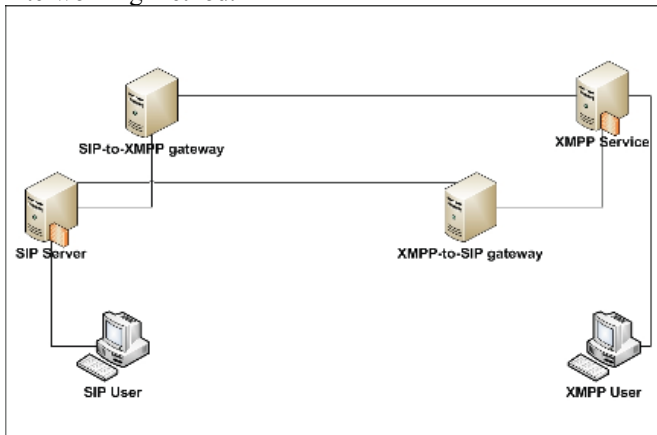 SIP-to-XMPP gateway
XMPP Service
SIP Server
XMPP-to-SIP gateway
SIP User
XMPP User